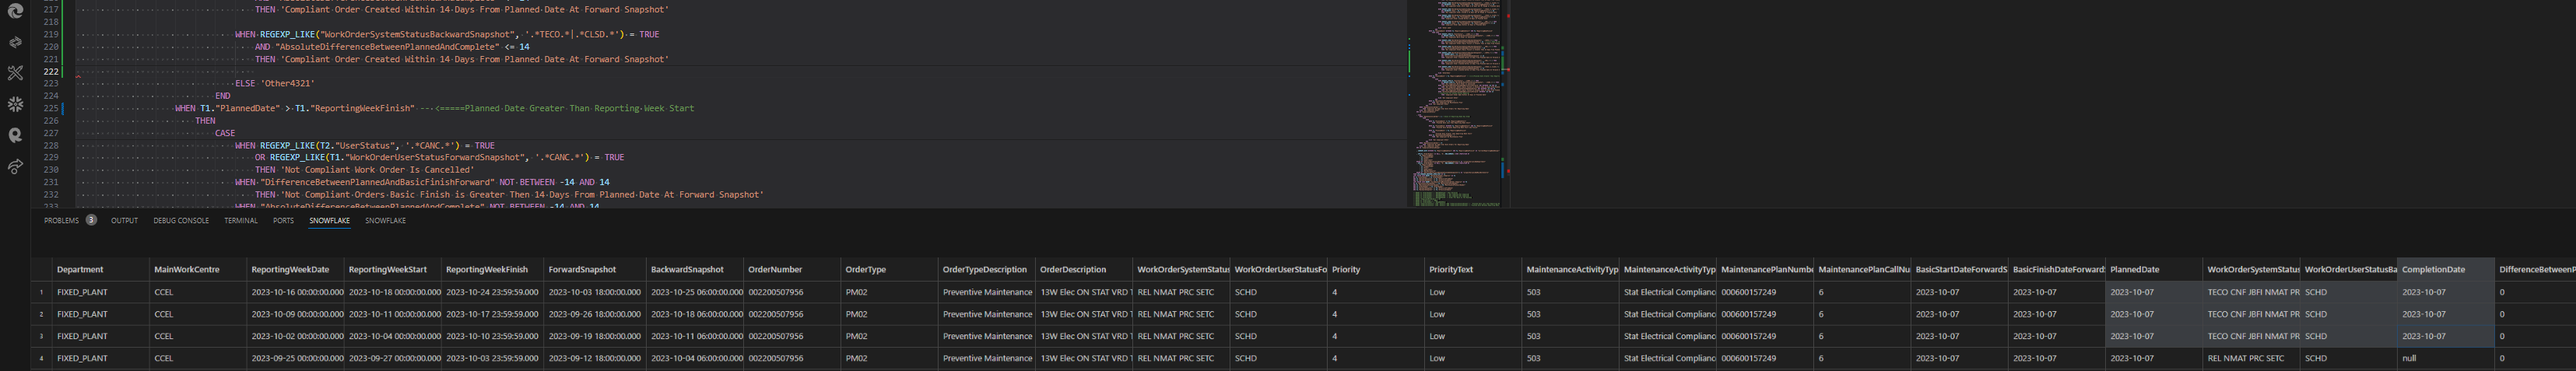 217 THEN 'Compliant Order Created Within 14 Days From Planned Date At Forward Snapshot'
218
219 WHEN REGEXP_LIKE("WorkOrderSystemStatusBackwardSnapshot", '.*TECO.*|.*CLSD.*') = TRUE
220 AND "AbsoluteDifferenceBetweenPlannedAndComplete" <= 14
221 THEN 'Compliant Order Created Within 14 Days From Planned Date At Forward Snapshot'
222
223 ELSE 'Other4321'
224 END
225 WHEN T1."PlannedDate" > T1."ReportingWeekFinish" -- <=====Planned Date Greater Than Reporting Week Start
226 THEN
227 CASE
228 WHEN REGEXP_LIKE(T2."UserStatus", '.*CANC.*') = TRUE
229 OR REGEXP_LIKE(T1."WorkOrderUserStatusForwardSnapshot", '.*CANC.*') = TRUE
230 THEN 'Not Compliant Work Order Is Cancelled'
231 WHEN "DifferenceBetweenPlannedAndBasicFinishForward" NOT BETWEEN -14 AND 14
232 THEN 'Not Compliant Orders Basic Finish is Greater Then 14 Days From Planned Date At Forward Snapshot'
233 WHEN "AbsoluteDifferenceBetweenPlannedAndComplete" NOT BETWEEN -14 AND 14
PROBLEMS 3 OUTPUT DEBUG CONSOLE TERMINAL PORTS SNOWFLAKE SNOWFLAKE
Department MainWorkCentre ReportingWeekDate ReportingWeekStart ReportingWeekFinish ForwardSnapshot BackwardSnapshot OrderNumber OrderType OrderTypeDescription OrderDescription WorkOrderSystemStatus WorkOrderUserStatusFo Priority PriorityText MaintenanceActivityTyp MaintenanceActivityTyp MaintenancePlanNumbe MaintenancePlanCallNu BasicStartDateForwardS BasicFinishDateForward PlannedDate WorkOrderSystemStatus WorkOrderUserStatusBa CompletionDate DifferenceBetweenP
1 FIXED_PLANT CCEL 2023-10-16 00:00:00.000 2023-10-18 00:00:00.000 2023-10-24 23:59:59.000 2023-10-03 18:00:00.000 2023-10-25 06:00:00.000 002200507956 PM02 Preventive Maintenance 13W Elec ON STAT VRD T REL NMAT PRC SETC SCHD 4 Low 503 Stat Electrical Complianc 000600157249 6 2023-10-07 2023-10-07 2023-10-07 TECO CNF JBFI NMAT PR SCHD 2023-10-07 0
2 FIXED_PLANT CCEL 2023-10-09 00:00:00.000 2023-10-11 00:00:00.000 2023-10-17 23:59:59.000 2023-09-26 18:00:00.000 2023-10-18 06:00:00.000 002200507956 PM02 Preventive Maintenance 13W Elec ON STAT VRD T REL NMAT PRC SETC SCHD 4 Low 503 Stat Electrical Complianc 000600157249 6 2023-10-07 2023-10-07 2023-10-07 TECO CNF JBFI NMAT PR SCHD 2023-10-07 0
3 FIXED_PLANT CCEL 2023-10-02 00:00:00.000 2023-10-04 00:00:00.000 2023-10-10 23:59:59.000 2023-09-19 18:00:00.000 2023-10-11 06:00:00.000 002200507956 PM02 Preventive Maintenance 13W Elec ON STAT VRD T REL NMAT PRC SETC SCHD 4 Low 503 Stat Electrical Complianc 000600157249 6 2023-10-07 2023-10-07 2023-10-07 TECO CNF JBFI NMAT PR SCHD 2023-10-07 0
4 FIXED_PLANT CCEL 2023-09-25 00:00:00.000 2023-09-27 00:00:00.000 2023-10-03 23:59:59.000 2023-09-12 18:00:00.000 2023-10-04 06:00:00.000 002200507956 PM02 Preventive Maintenance 13W Elec ON STAT VRD T REL NMAT PRC SETC SCHD 4 Low 503 Stat Electrical Complianc 000600157249 6 2023-10-07 2023-10-07 2023-10-07 REL NMAT PRC SETC SCHD null 0